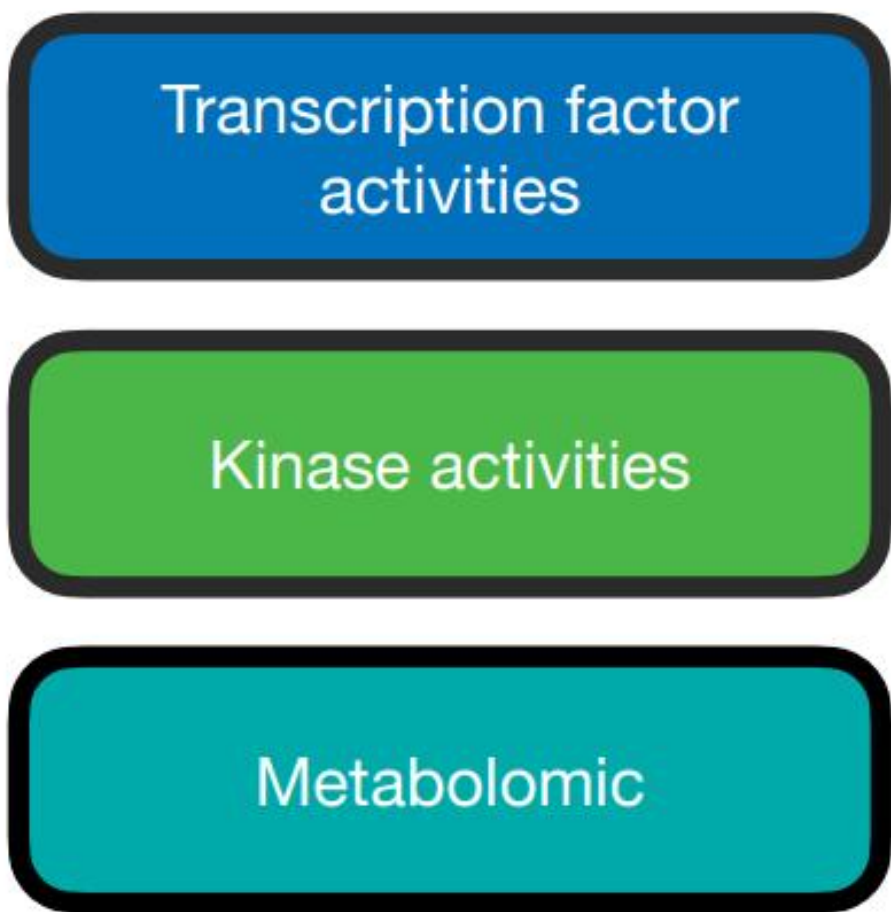 Transcription factor
activities
Kinase activities
Metabolomic